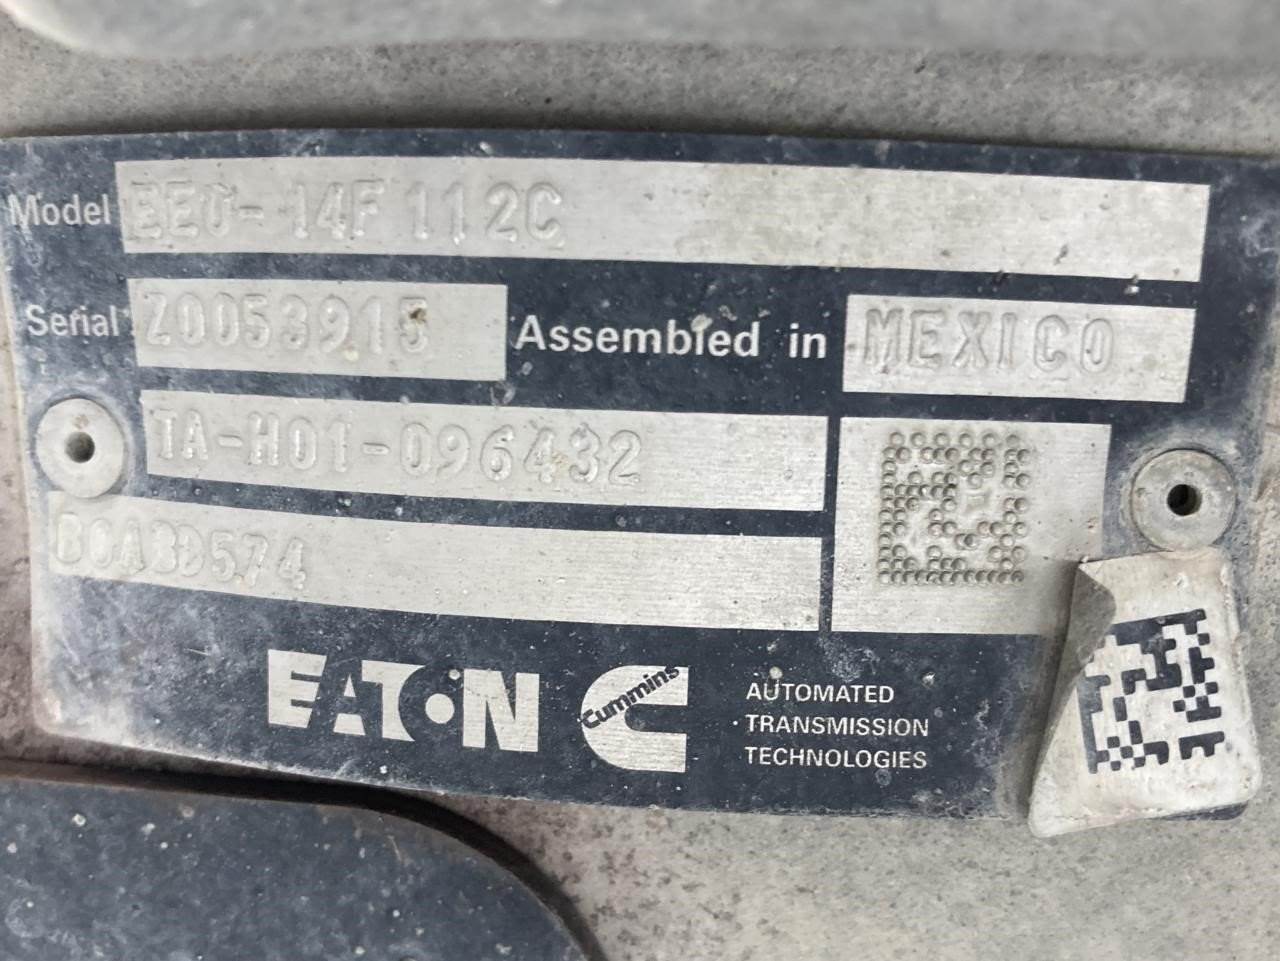 Model EEO-14F112C
Serial Z0053915 Assembled in MEXICO
TA-H01-096432
BCA3D574
EATON Cummins
AUTOMATED
TRANSMISSION
TECHNOLOGIES